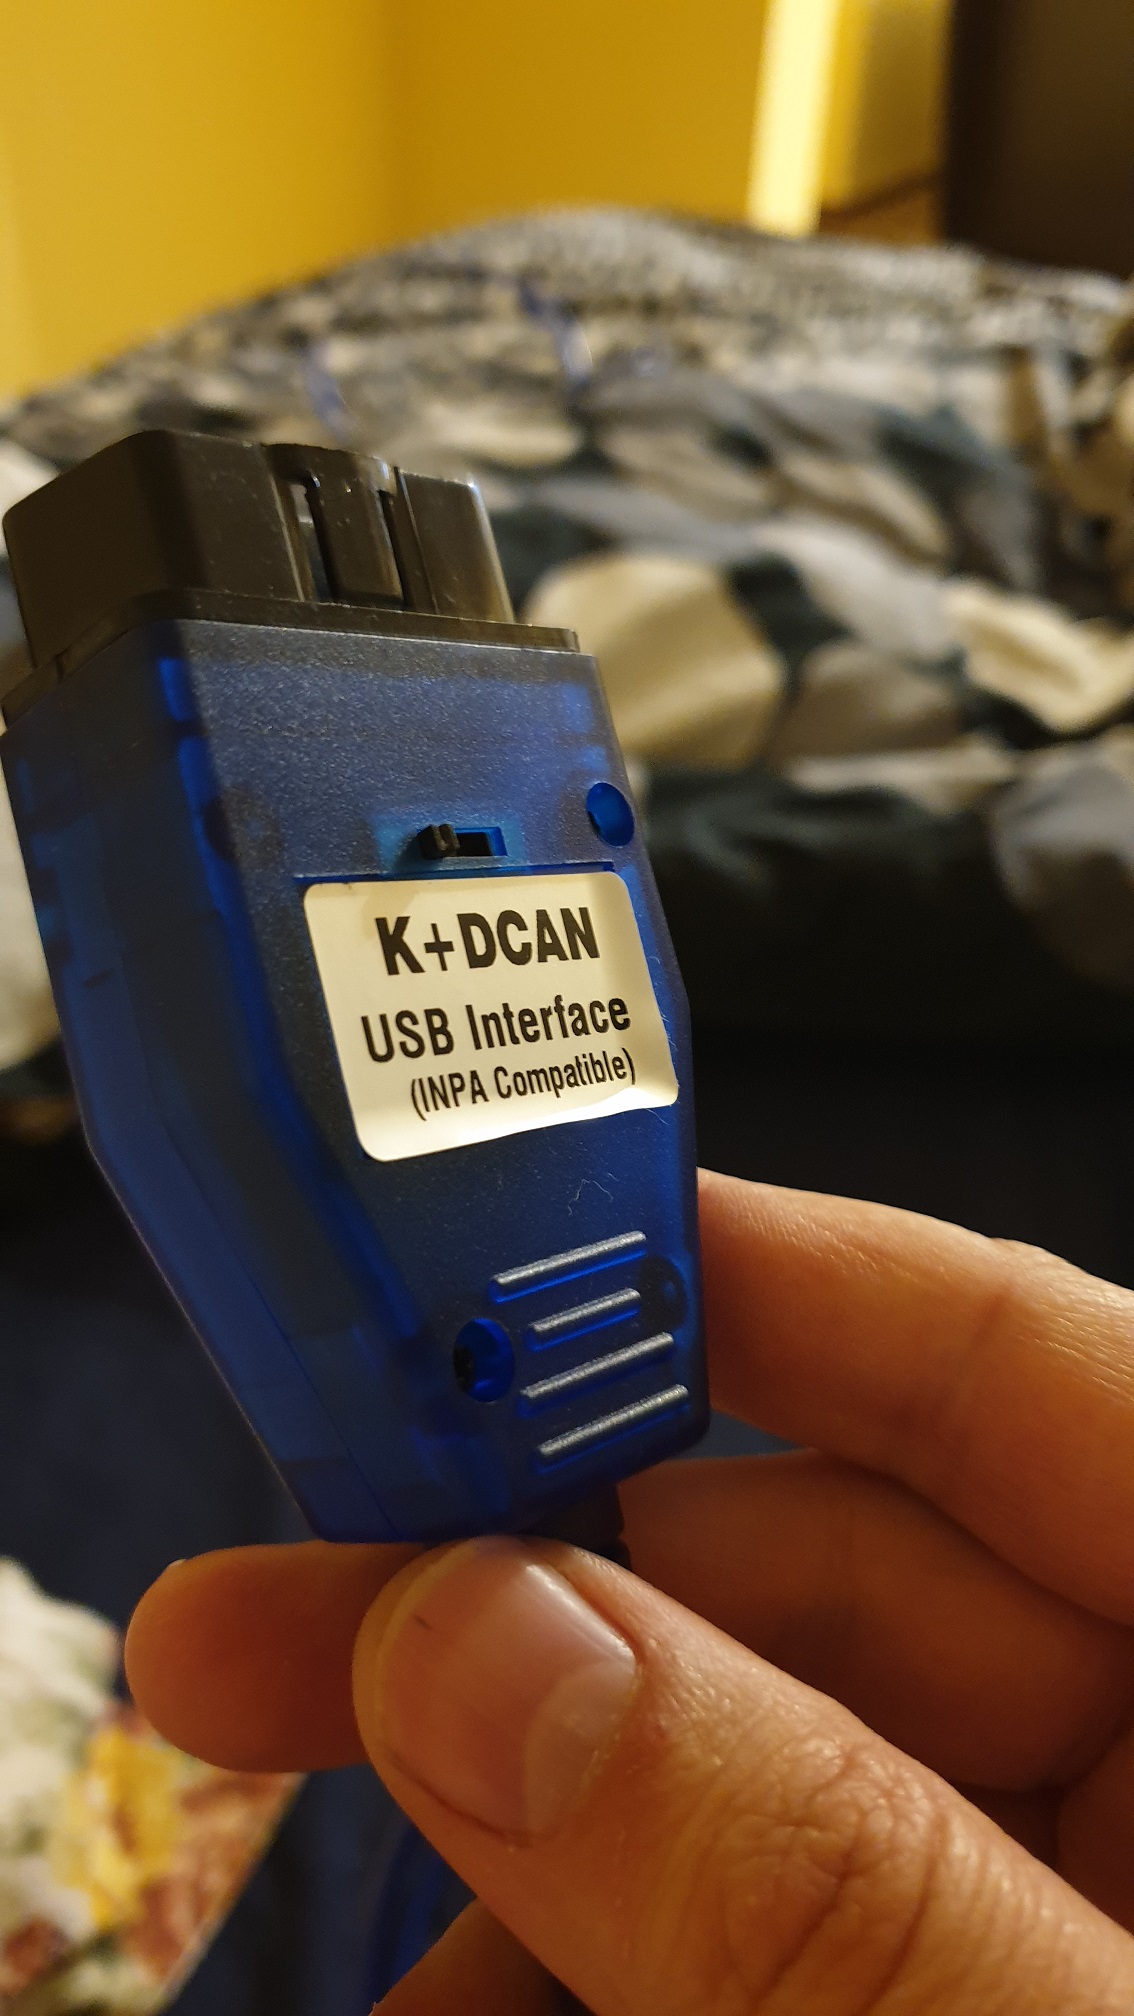 K+DCAN
USB Interface
(INPA Compatible)